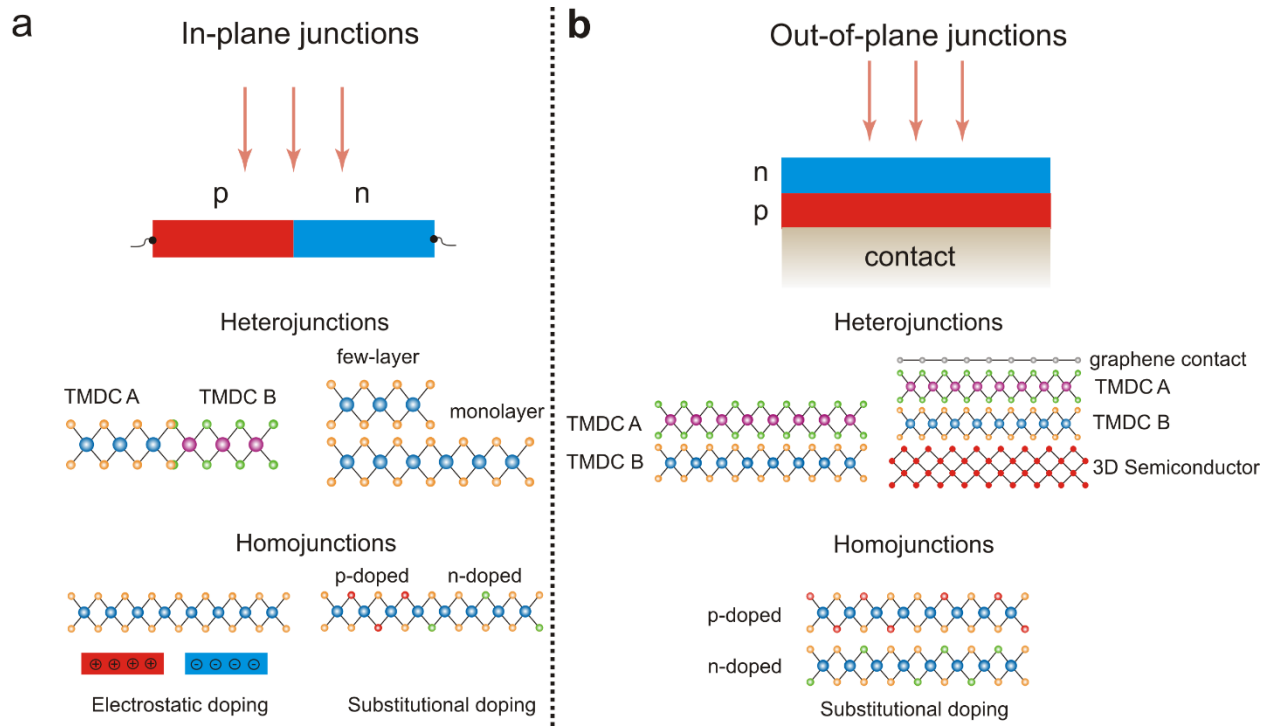 a
In-plane junctions
p n
Heterojunctions
few-layer
TMDC A TMDC B
monolayer
Homojunctions
p-doped n-doped
+ + + + - - - -
Electrostatic doping Substitutional doping
b
Out-of-plane junctions
n
p
contact
Heterojunctions
TMDC A
TMDC B
graphene contact
TMDC A
TMDC B
3D Semiconductor
Homojunctions
p-doped
n-doped
Substitutional doping